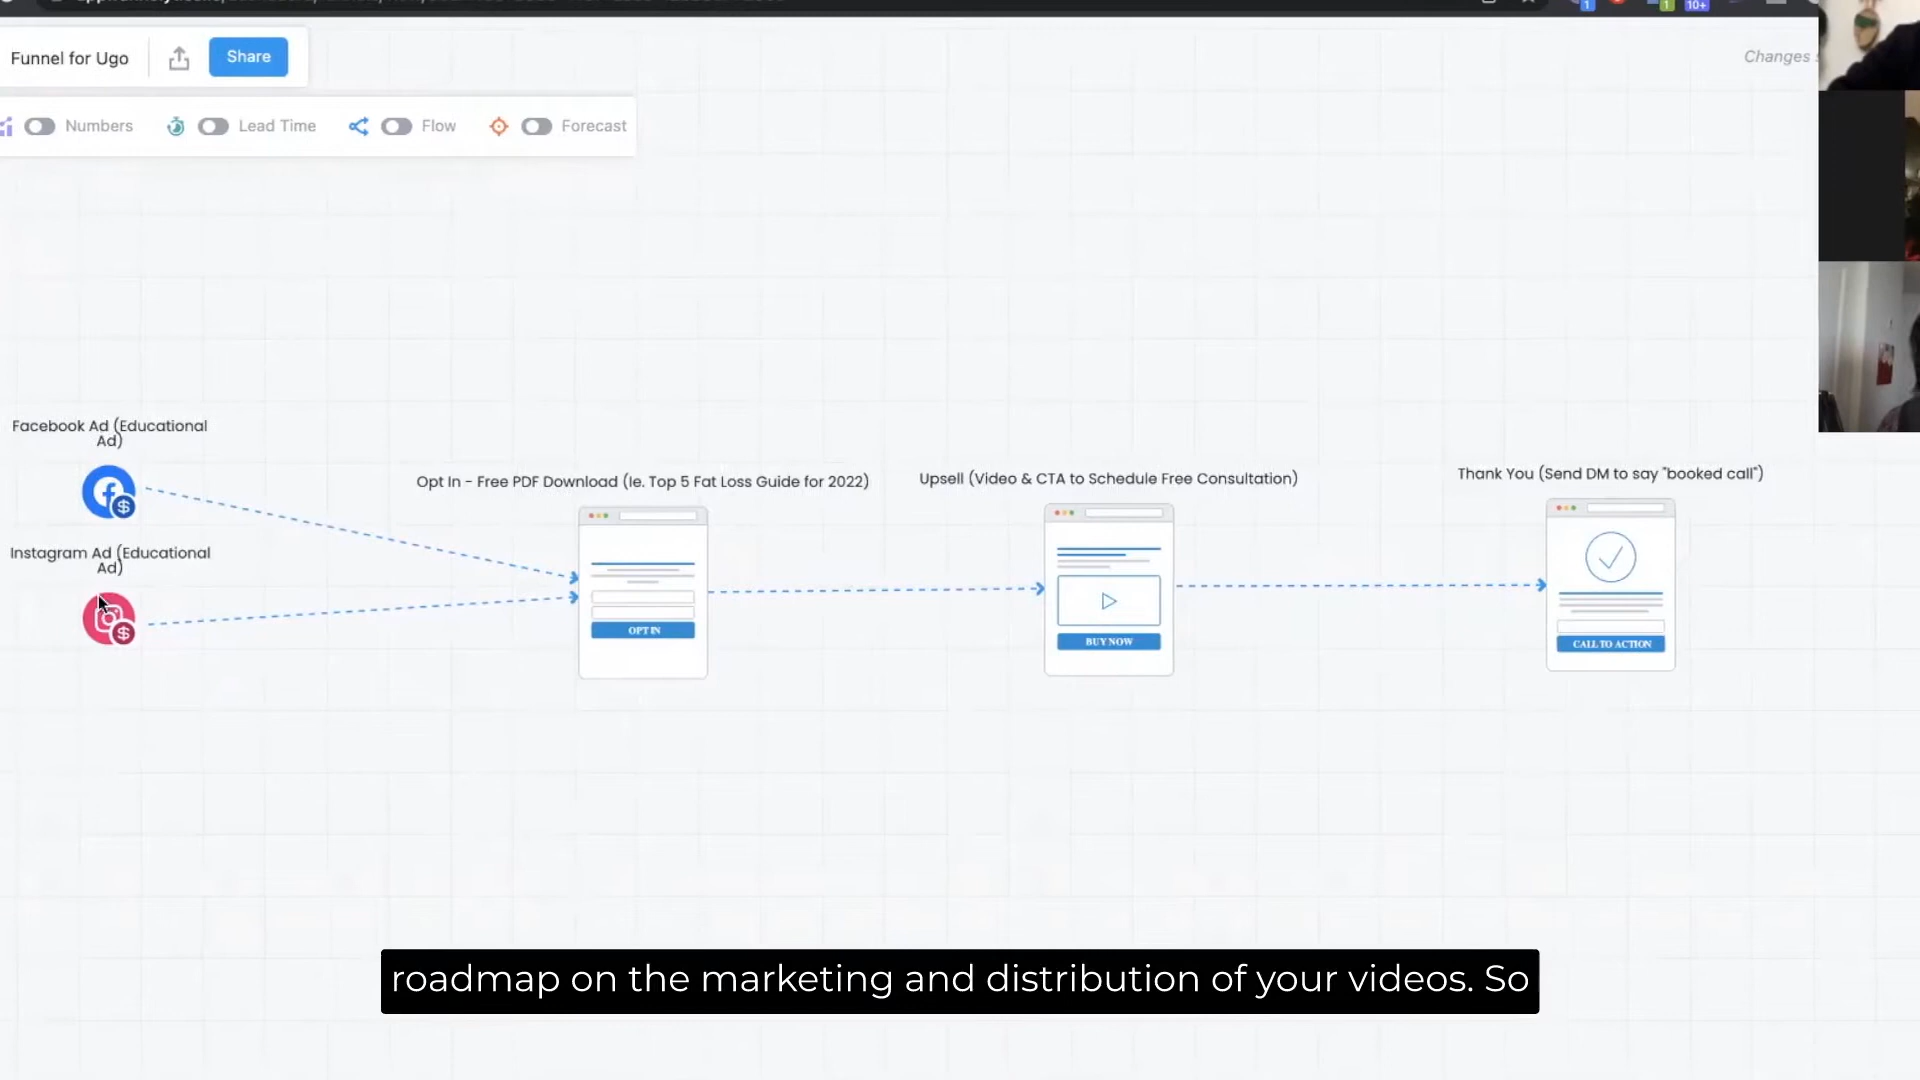 Funnel for Ugo
Share
Changes
Numbers
Lead Time
Flow
Forecast
1
1
10+
Facebook Ad (Educational
Ad)
Instagram Ad (Educational
Ad)
Opt In - Free PDF Download (Ie. Top 5 Fat Loss Guide for 2022)
OPT IN
Upsell (Video & CTA to Schedule Free Consultation)
BUY NOW
Thank You (Send DM to say "booked call")
CALL TO ACTION
roadmap on the marketing and distribution of your videos. So